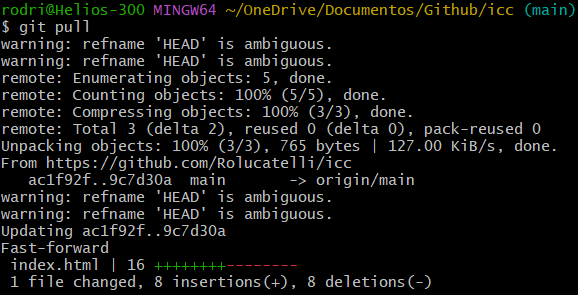 rodri@Helios-300 MINGW64 ~/OneDrive/Documentos/Github/icc (main)
$ git pull
warning: refname 'HEAD' is ambiguous.
warning: refname 'HEAD' is ambiguous.
remote: Enumerating objects: 5, done.
remote: Counting objects: 100% (5/5), done.
remote: Compressing objects: 100% (3/3), done.
remote: Total 3 (delta 2), reused 0 (delta 0), pack-reused 0
Unpacking objects: 100% (3/3), 765 bytes | 127.00 KiB/s, done.
From https://github.com/Rolucatelli/icc
   ac1f92f..9c7d30a  main       -> origin/main
warning: refname 'HEAD' is ambiguous.
warning: refname 'HEAD' is ambiguous.
Updating ac1f92f..9c7d30a
Fast-forward
 index.html | 16 ++++++++--------
 1 file changed, 8 insertions(+), 8 deletions(-)